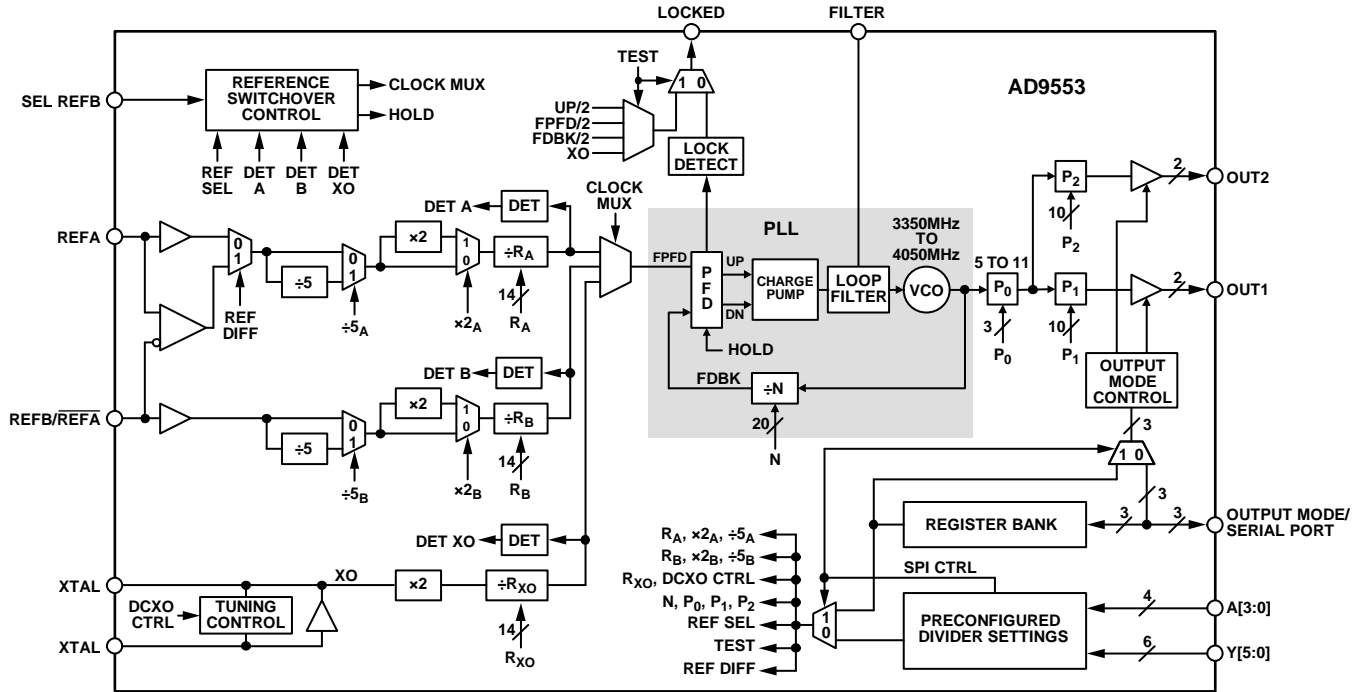 LOCKED
FILTER
TEST
1 0
AD9553
SEL REFB
REFERENCE
SWITCHOVER
CONTROL
CLOCK MUX
HOLD
UP/2
FPFD/2
FDBK/2
XO
LOCK
DETECT
REF
SEL
DET
A
DET
B
DET
XO
CLOCK
MUX
DET A
DET
PLL
3350MHz
TO
4050MHz
P2
10
P2
2
OUT2
REFA
0
1
×2
÷5
0
1
1
0
÷RA
FPFD
PFD
UP
DN
CHARGE
PUMP
LOOP
FILTER
VCO
5 TO 11
P0
P1
2
OUT1
REF
DIFF
÷5A
×2A
14
RA
HOLD
3
P0
10
P1
DET B
DET
FDBK
÷N
20
N
OUTPUT
MODE
CONTROL
3
REFB/R̅E̅F̅A̅
×2
÷5
0
1
1
0
÷RB
÷5B
×2B
14
RB
1 0
3
REGISTER BANK
3
3
OUTPUT MODE/
SERIAL PORT
DET XO
DET
RA, ×2A, ÷5A
RB, ×2B, ÷5B
RXO, DCXO CTRL
N, P0, P1, P2
REF SEL
TEST
REF DIFF
SPI CTRL
1
0
PRECONFIGURED
DIVIDER SETTINGS
4
A[3:0]
6
Y[5:0]
XTAL
XO
×2
÷RXO
DCXO
CTRL
TUNING
CONTROL
14
RXO
XTAL